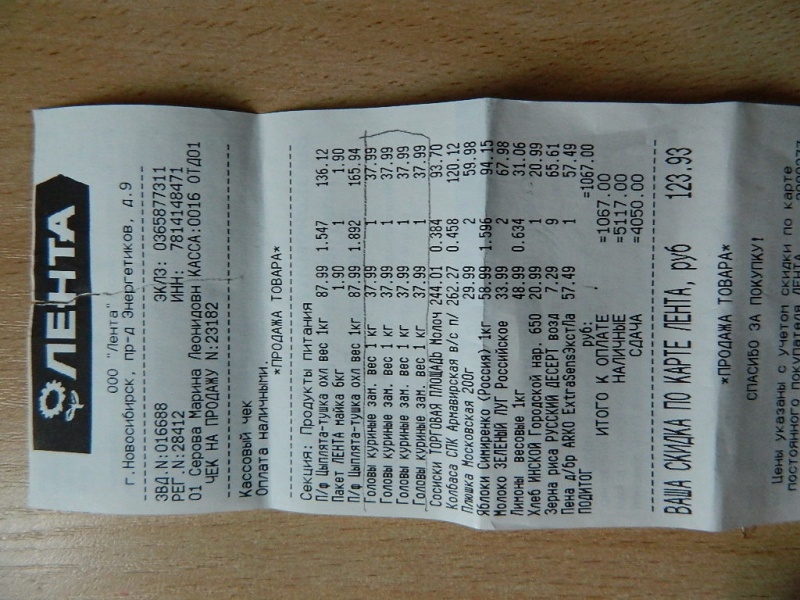 ЛЕНТА
ООО "Лента"
г.Новосибирск, пр-д Энергетиков, д.9
ЗВД N:016688 ЭКЛЗ: 0365877311
РЕГ N:28412 ИНН: 7814148471
01 Серова Марина Леонидовн КАССА:0016 ОТД01
ЧЕК НА ПРОДАЖУ N:23182
Кассовый чек
Оплата наличными.
*ПРОДАЖА ТОВАРА*
Секция: Продукты питания
П/ф Цыплята-тушка охл вес 1кг 87.99 1.547 136.12
Пакет ЛЕНТА майка 6кг 1.90 1 1.90
П/ф Цыплята-тушка охл вес 1кг 87.99 1.892 165.94
Головы куриные зам. вес 1 кг 37.99 1 37.99
Головы куриные зам. вес 1 кг 37.99 1 37.99
Головы куриные зам. вес 1 кг 37.99 1 37.99
Головы куриные зам. вес 1 кг 37.99 1 37.99
Сосиски ТОРГОВАЯ ПЛОЩАДЬ Молоч 244.01 0.384 93.70
Колбаса СПК Армавирская в/с п/ 262.27 0.458 120.12
Плюшка Московская 200г 29.99 2 59.98
Яблоки Симиренко (Россия) 1кг 58.99 1.596 94.15
Молоко ЗЕЛЕНЫЙ ЛУГ Российское 33.99 2 67.98
Лимоны весовые 1кг 48.99 0.634 31.06
Хлеб ИНСКОЙ Городской нар. 650 20.99 1 20.99
Зерна риса РУССКИЙ ДЕСЕРТ возд 7.29 9 65.61
Пена д/бр ARKO ExtraSensЭкстЛа 57.49 1 57.49
ПОДИТОГ руб: =1067.00
ИТОГО К ОПЛАТЕ =1067.00
НАЛИЧНЫЕ =5117.00
СДАЧА =4050.00
ВАША СКИДКА ПО КАРТЕ ЛЕНТА, руб 123.93
*ПРОДАЖА ТОВАРА*
СПАСИБО ЗА ПОКУПКУ!
Цены указаны с учетом скидки по карте
постоянного покупателя ЛЕНТА